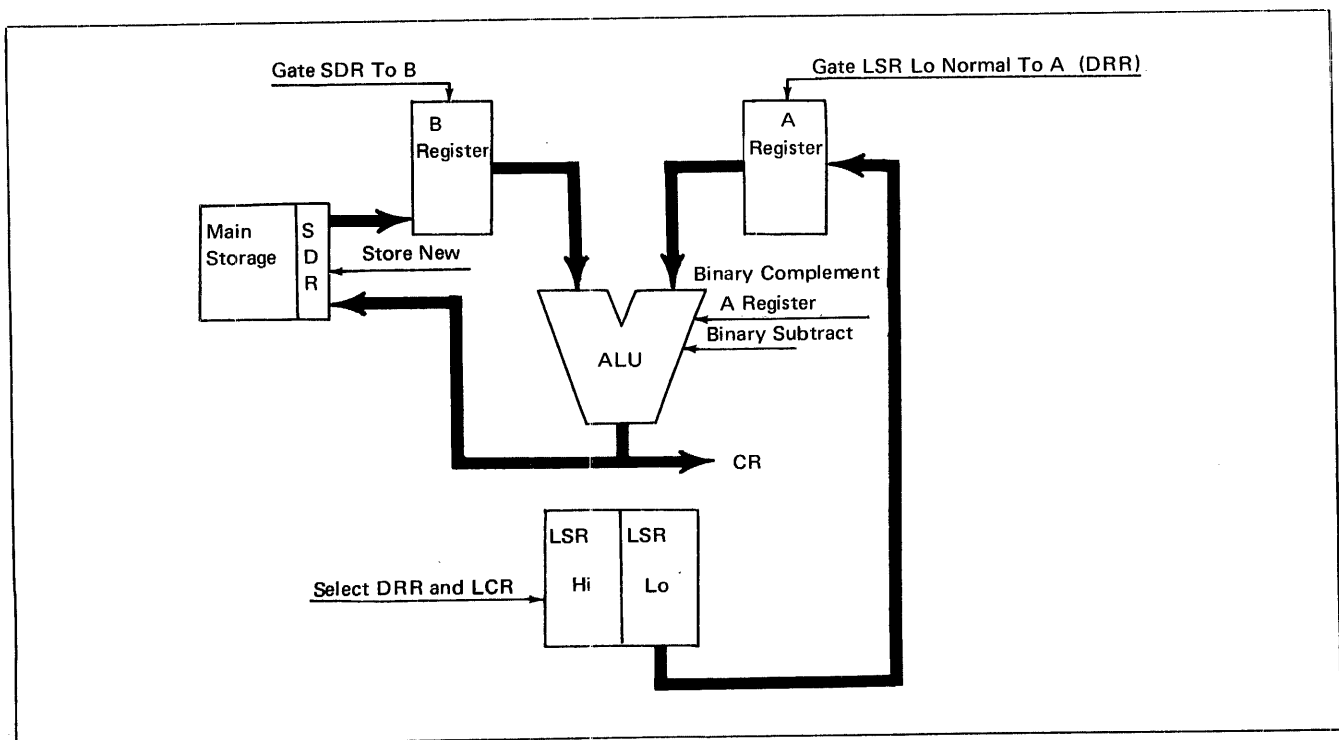 Gate SDR To B
Gate LSR Lo Normal To A (DRR)
B
Register
A
Register
Main
Storage
S
D
R
Store New
Binary Complement
A Register
Binary Subtract
ALU
CR
LSR
Hi
LSR
Lo
Select DRR and LCR